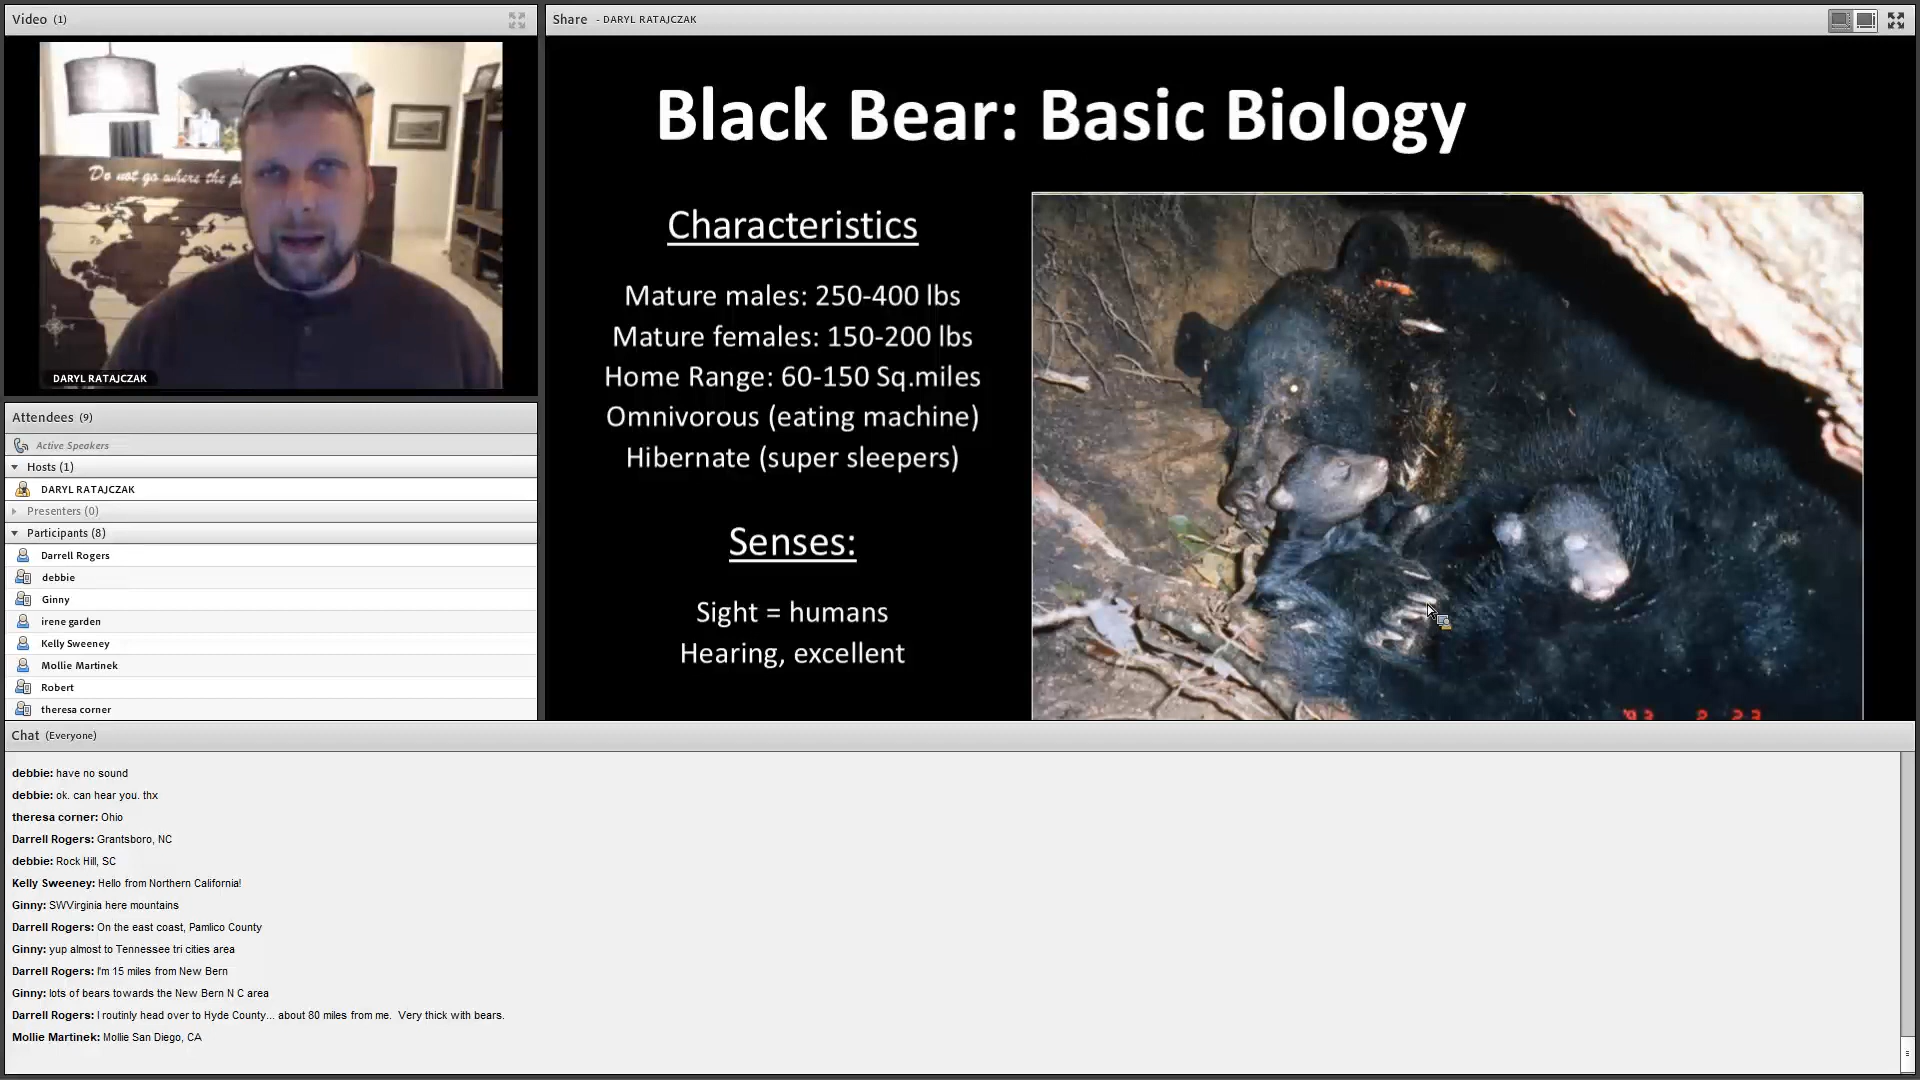 Video (1)
Do not go where the p
DARYL RATAJCZAK
Attendees (9)
Active Speakers
Hosts (1)
DARYL RATAJCZAK
Presenters (0)
Participants (8)
Darrell Rogers
debbie
Ginny
irene garden
Kelly Sweeney
Mollie Martinek
Robert
theresa corner
Share - DARYL RATAJCZAK
Black Bear: Basic Biology
Characteristics
Mature males: 250-400 lbs
Mature females: 150-200 lbs
Home Range: 60-150 Sq.miles
Omnivorous (eating machine)
Hibernate (super sleepers)
Senses:
Sight = humans
Hearing, excellent
Chat (Everyone)
debbie: have no sound
debbie: ok. can hear you. thx
theresa corner: Ohio
Darrell Rogers: Grantsboro, NC
debbie: Rock Hill, SC
Kelly Sweeney: Hello from Northern California!
Ginny: SWVirginia here mountains
Darrell Rogers: On the east coast, Pamlico County
Ginny: yup almost to Tennessee tri cities area
Darrell Rogers: I'm 15 miles from New Bern
Ginny: lots of bears towards the New Bern N C area
Darrell Rogers: I routinly head over to Hyde County... about 80 miles from me.  Very thick with bears.
Mollie Martinek: Mollie San Diego, CA